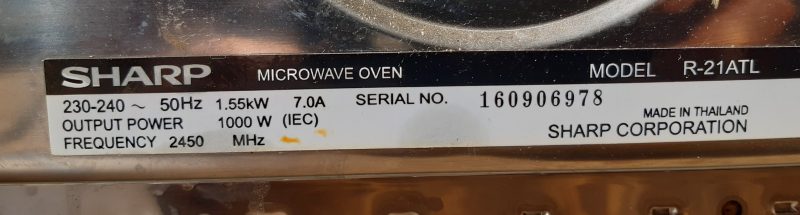 SHARP MICROWAVE OVEN MODEL R-21ATL
230-240 ~ 50Hz 1.55kW 7.0A SERIAL NO. 160906978
OUTPUT POWER 1000 W (IEC) MADE IN THAILAND
FREQUENCY 2450 MHz SHARP CORPORATION